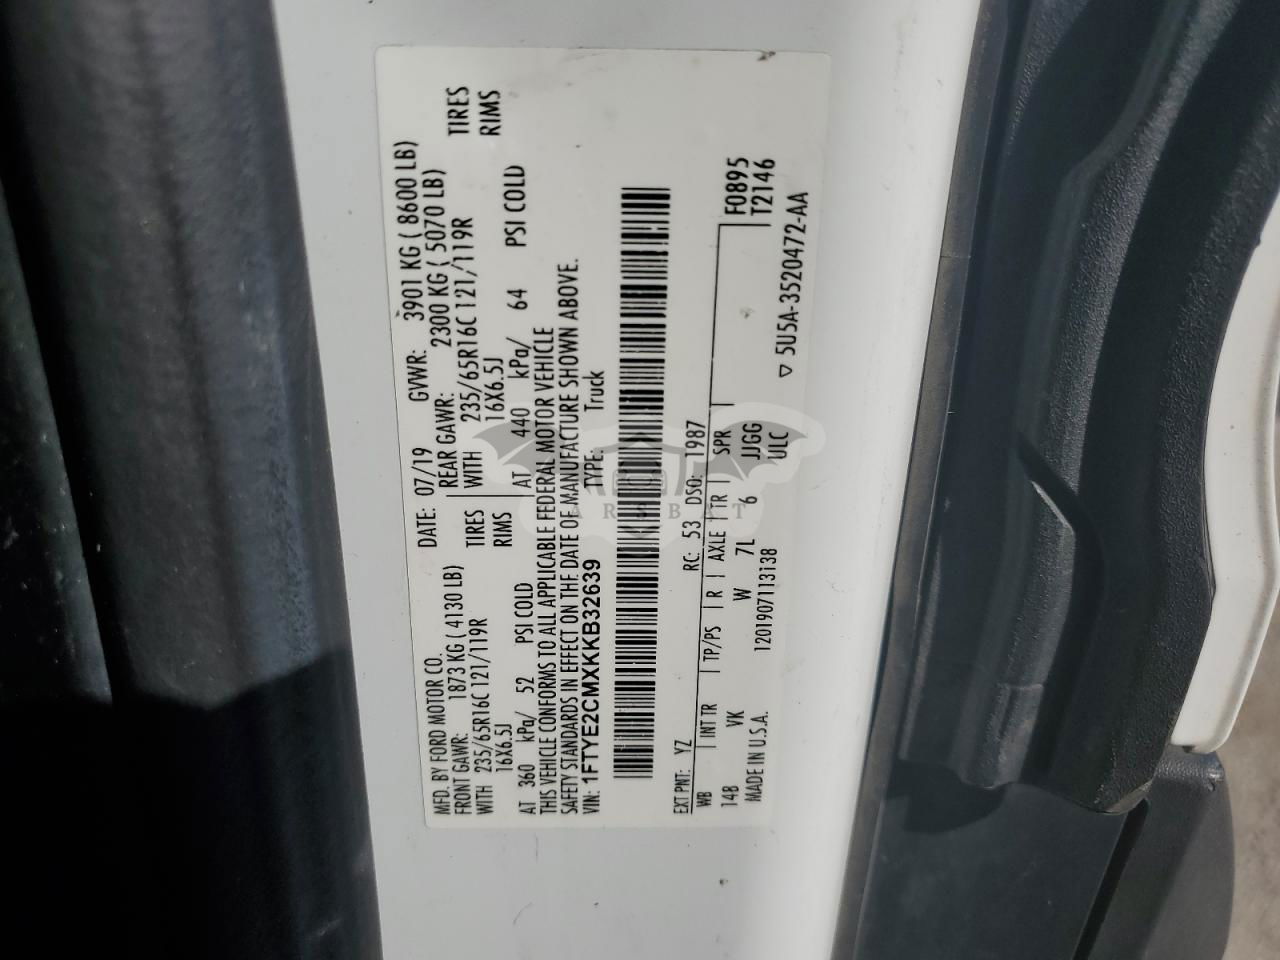 MFD. BY FORD MOTOR CO. DATE: 07/19 GVWR: 3901 KG ( 8600 LB)
FRONT GAWR: 1873 KG ( 4130 LB) REAR GAWR: 2300 KG ( 5070 LB)
WITH 235/65R16C 121/119R TIRES WITH 235/65R16C 121/119R TIRES
16X6.5J RIMS 16X6.5J RIMS
AT 360 kPa/ 52 PSI COLD AT 440 kPa/ 64 PSI COLD
THIS VEHICLE CONFORMS TO ALL APPLICABLE FEDERAL MOTOR VEHICLE
SAFETY STANDARDS IN EFFECT ON THE DATE OF MANUFACTURE SHOWN ABOVE.
VIN: 1FTYE2CMXKKB32639 TYPE: Truck
EXT PNT: YZ RC: 53 DSO: 1987 F0895
WB INT TR TP/PS R AXLE TR SPR T2146
148 VK W 7L 6 JJGG
ULC
MADE IN U.S.A. 1201907113138 5U5A-3520472-AA
ARSBAT